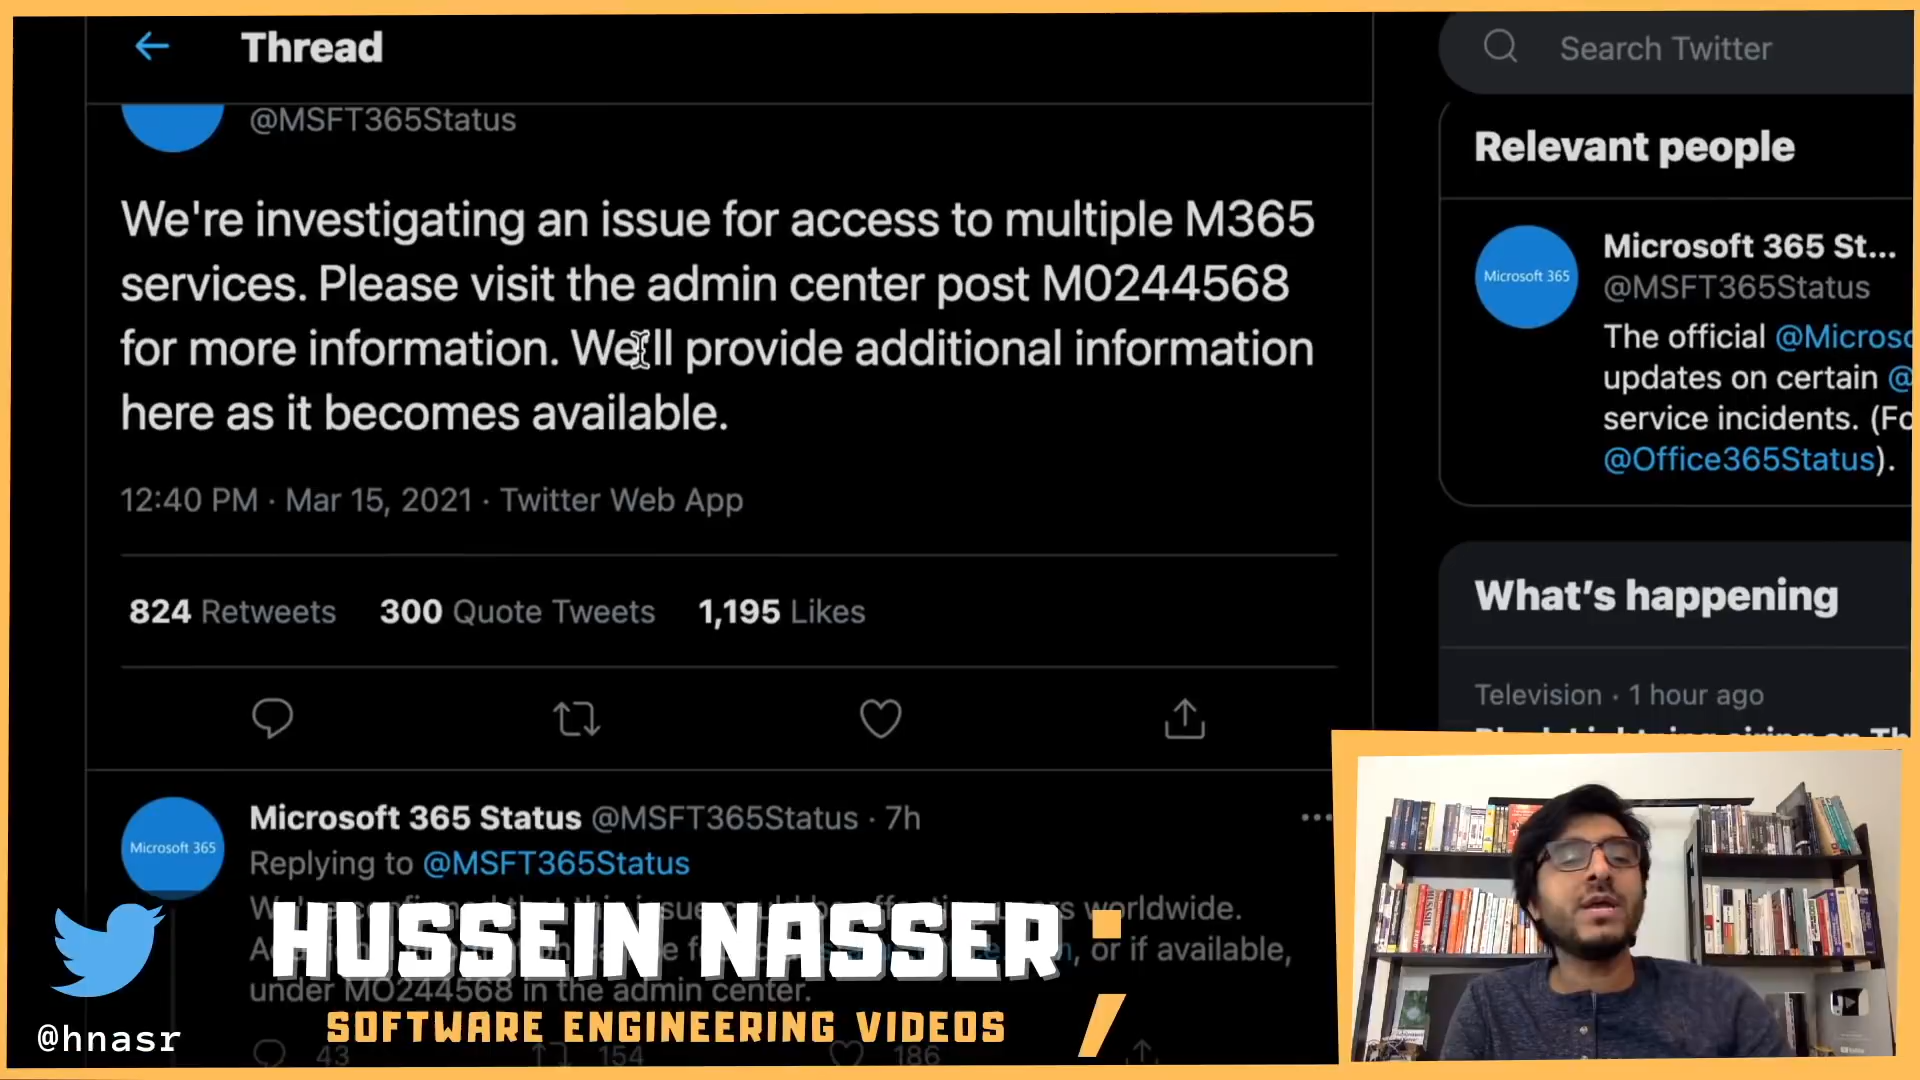 Thread
Search Twitter
@MSFT365Status
We're investigating an issue for access to multiple M365
services. Please visit the admin center post M0244568
for more information. We'll provide additional information
here as it becomes available.
12:40 PM · Mar 15, 2021 · Twitter Web App
824 Retweets 300 Quote Tweets 1,195 Likes
Microsoft 365 Status @MSFT365Status · 7h
Microsoft 365
Replying to @MSFT365Status
worldwide.
or if available,
under MO244568 in the admin center.
43 154 186
Relevant people
Microsoft 365
Microsoft 365 St...
@MSFT365Status
The official @Microso
updates on certain @
service incidents. (Fo
@Office365Status).
What's happening
Television · 1 hour ago
HUSSEIN NASSER;
SOFTWARE ENGINEERING VIDEOS
@hnasr